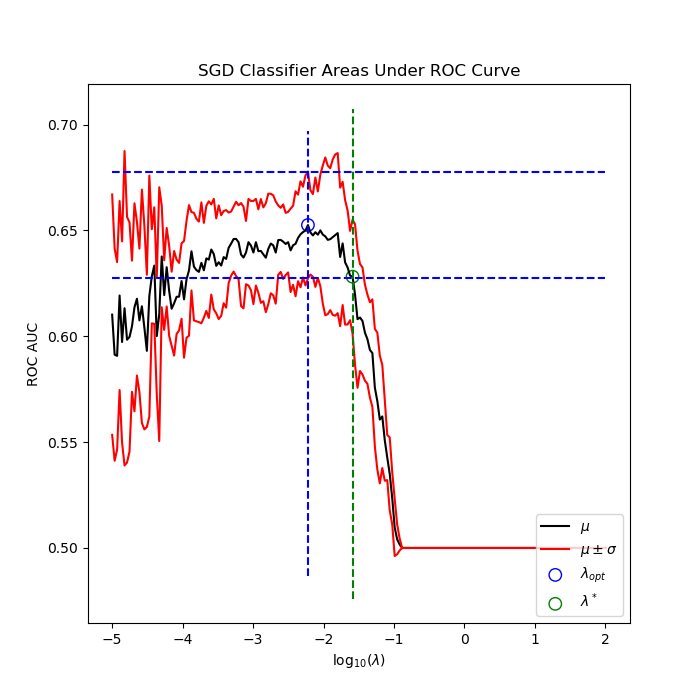 SGD Classifier Areas Under ROC Curve
ROC AUC
0.70
0.65
0.60
0.55
0.50
−5 −4 −3 −2 −1 0 1 2
log₁₀(λ)
μ
μ ± σ
λₒₚₜ
λ*